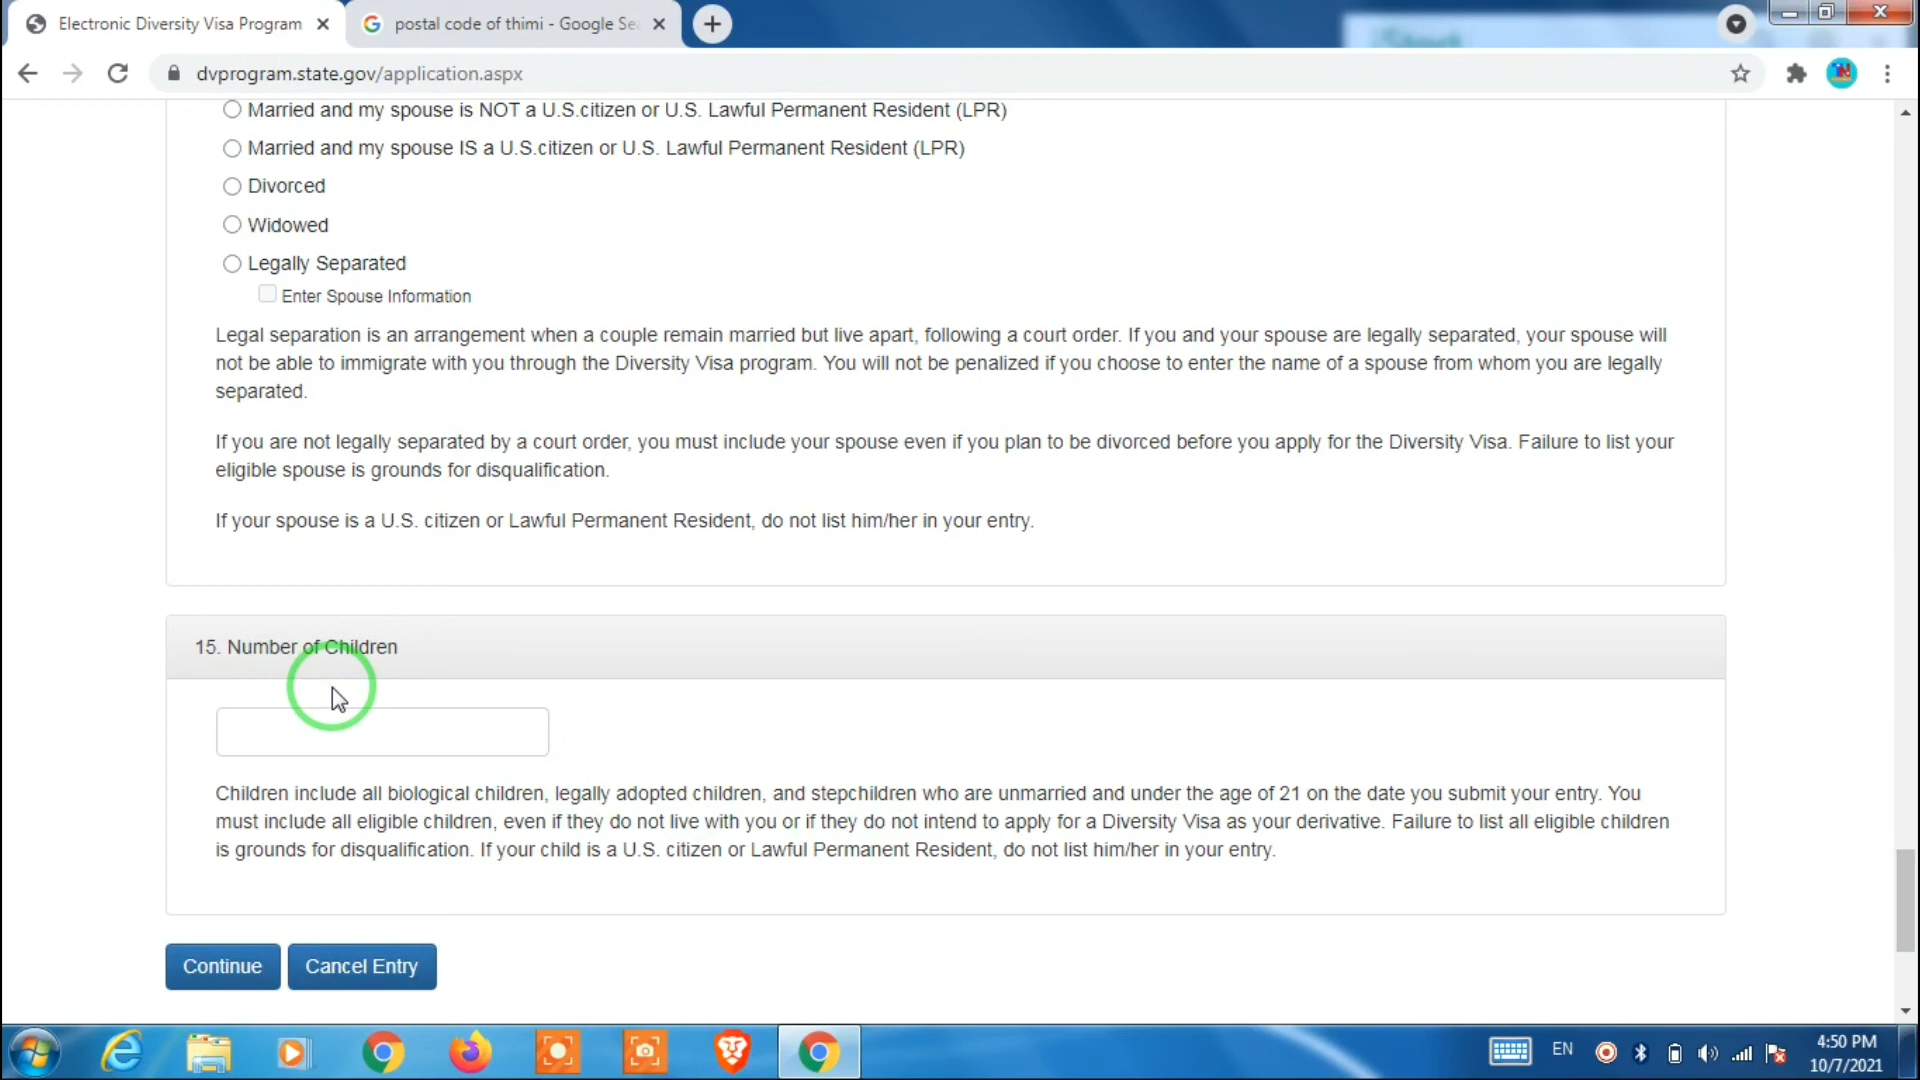 Electronic Diversity Visa Program
postal code of thimi - Google Se
dvprogram.state.gov/application.aspx
Married and my spouse is NOT a U.S.citizen or U.S. Lawful Permanent Resident (LPR)
Married and my spouse IS a U.S.citizen or U.S. Lawful Permanent Resident (LPR)
Divorced
Widowed
Legally Separated
Enter Spouse Information
Legal separation is an arrangement when a couple remain married but live apart, following a court order. If you and your spouse are legally separated, your spouse will
not be able to immigrate with you through the Diversity Visa program. You will not be penalized if you choose to enter the name of a spouse from whom you are legally
separated.
If you are not legally separated by a court order, you must include your spouse even if you plan to be divorced before you apply for the Diversity Visa. Failure to list your
eligible spouse is grounds for disqualification.
If your spouse is a U.S. citizen or Lawful Permanent Resident, do not list him/her in your entry.
15. Number of Children
Children include all biological children, legally adopted children, and stepchildren who are unmarried and under the age of 21 on the date you submit your entry. You
must include all eligible children, even if they do not live with you or if they do not intend to apply for a Diversity Visa as your derivative. Failure to list all eligible children
is grounds for disqualification. If your child is a U.S. citizen or Lawful Permanent Resident, do not list him/her in your entry.
Continue
Cancel Entry
EN
4:50 PM
10/7/2021